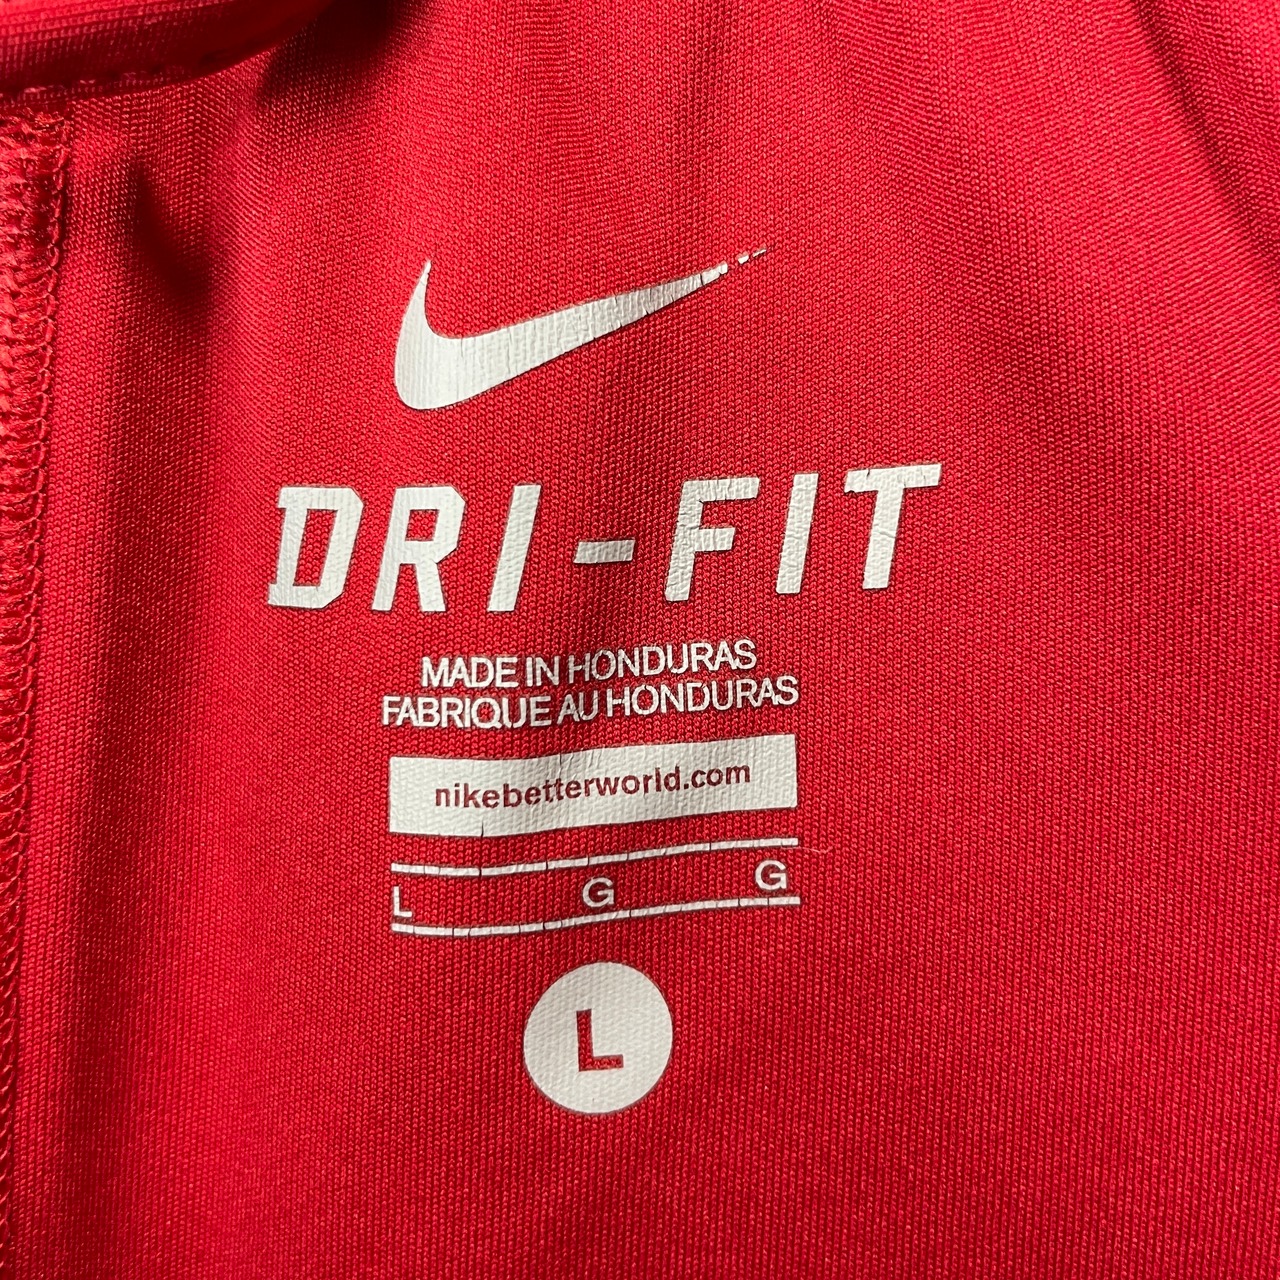 DRI-FIT
MADE IN HONDURAS
FABRIQUE AU HONDURAS
nikebetterworld.com
L G G
L